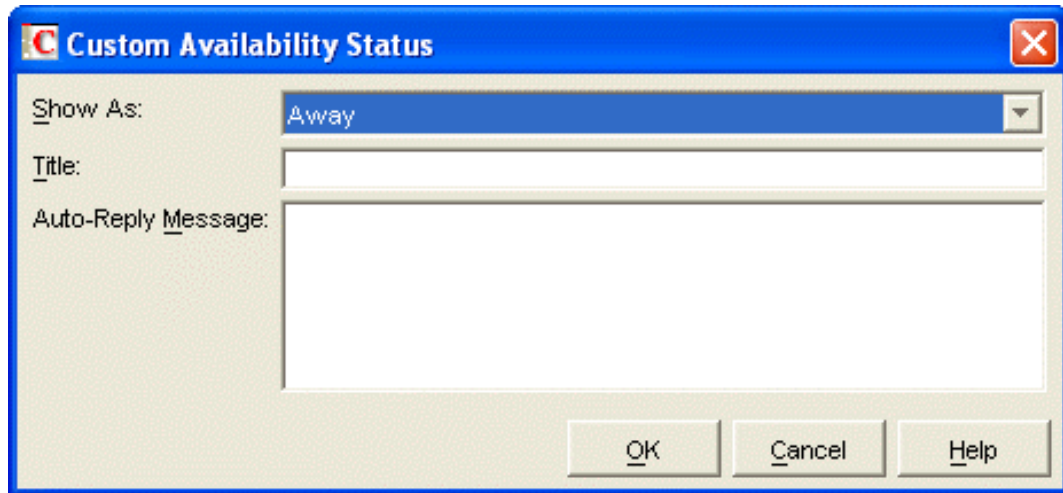 C Custom Availability Status
Show As: Away
Title:
Auto-Reply Message:
OK Cancel Help